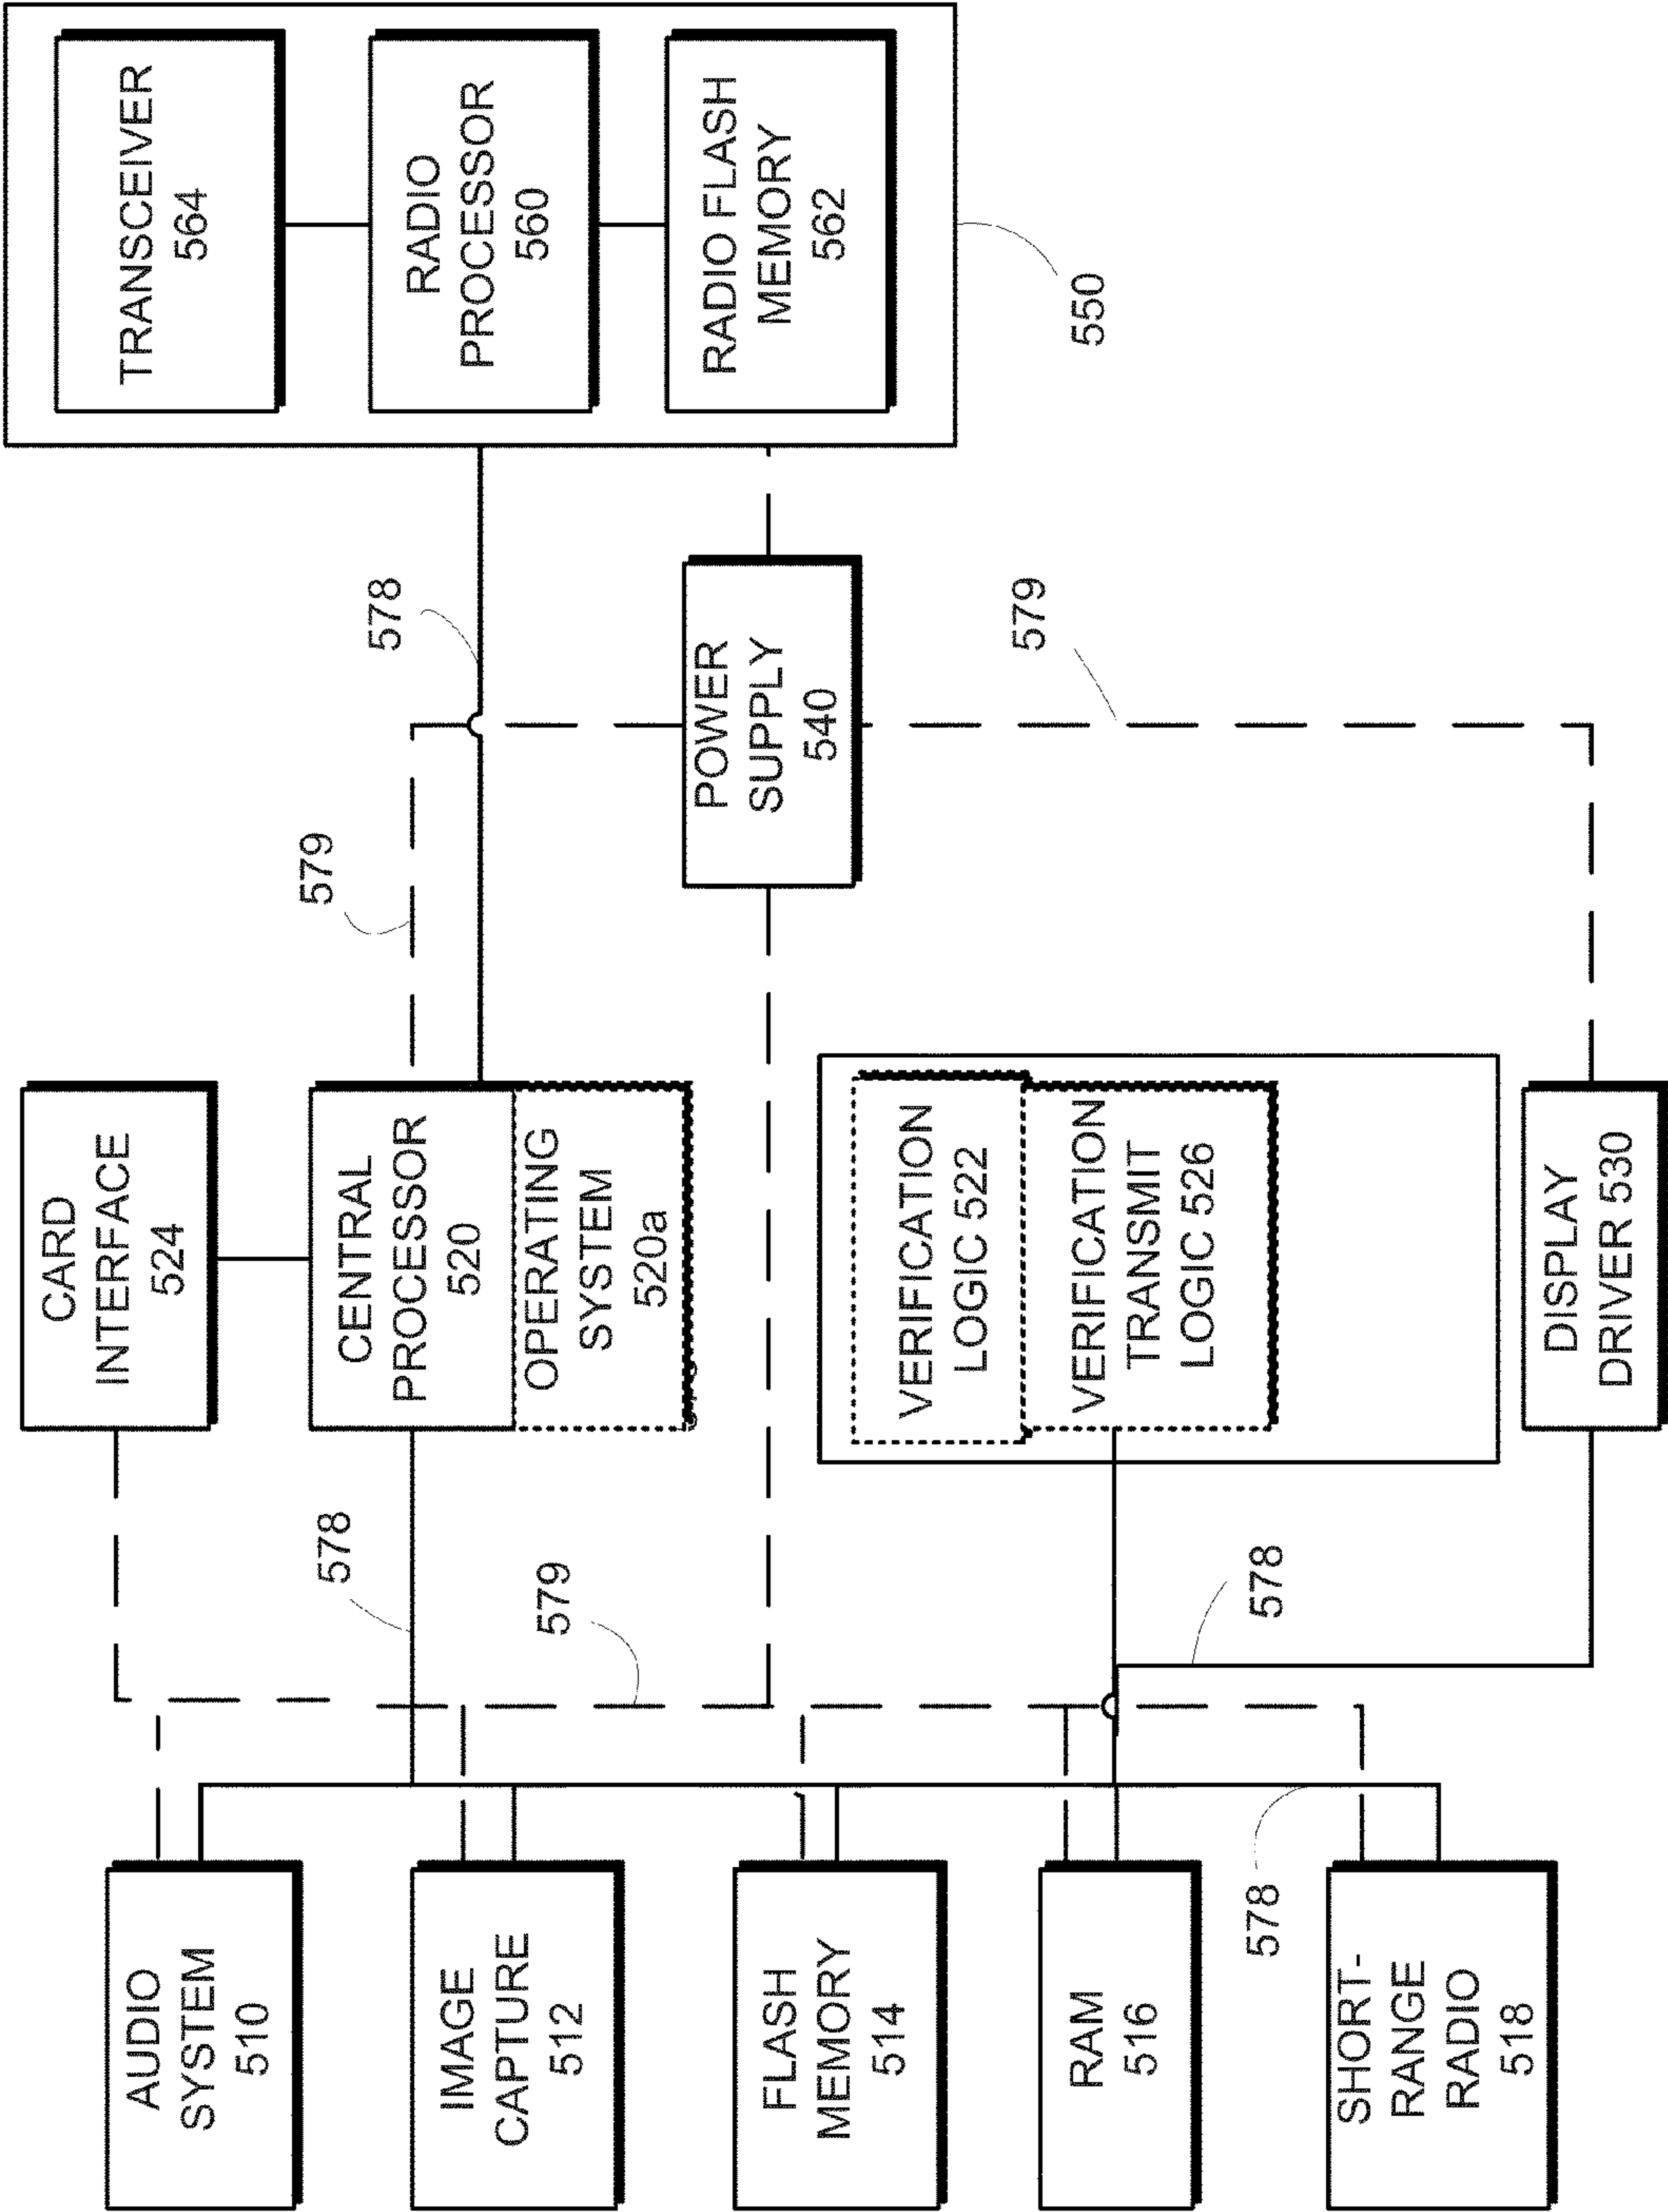 SHORT-
RANGE
RADIO
518
RAM
516
FLASH
MEMORY
514
IMAGE
CAPTURE
512
AUDIO
SYSTEM
510
578
579
578
578
DISPLAY
DRIVER 530
VERIFICATION
LOGIC 522
VERIFICATION
TRANSMIT
LOGIC 526
CENTRAL
PROCESSOR
520
OPERATING
SYSTEM
520a
CARD
INTERFACE
524
579
POWER
SUPPLY
540
579
578
550
RADIO FLASH
MEMORY
562
RADIO
PROCESSOR
560
TRANSCEIVER
564